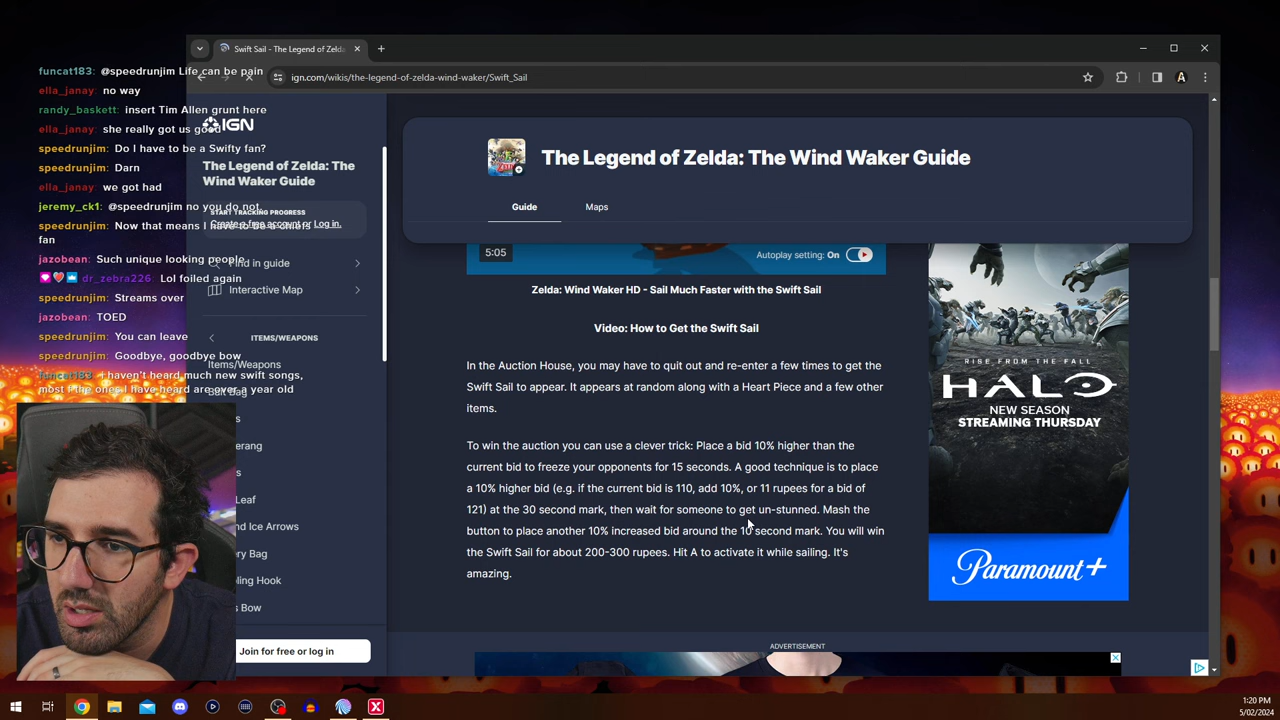 Swift Sail - The Legend of Zelda
ign.com/wikis/the-legend-of-zelda-wind-waker/Swift_Sail
A
funcat183: @speedrunjim Life can be pain
ella_janay: no way
randy_baskett: insert Tim Allen grunt here
ella_janay: she really got us good
speedrunjim: Do I have to be a Swifty fan?
speedrunjim: Darn
ella_janay: we got had
jeremy_ck1: @speedrunjim no you do not.
speedrunjim: Now that means I have to be a chiefs
fan
jazobean: Such unique looking people
dr_zebra226: Lol foiled again
speedrunjim: Streams over
jazobean: TOED
speedrunjim: You can leave
speedrunjim: Goodbye, goodbye bow
funcat183: i haven't heard much new swift songs,
most f the ones I have heard are over a year old
IGN
The Legend of Zelda: The
Wind Waker Guide
START TRACKING PROGRESS
Create a free account or Log in.
Find in guide
Interactive Map
ITEMS/WEAPONS
Items/Weapons
Bait Bag
s
erang
s
Leaf
nd Ice Arrows
ery Bag
ling Hook
s Bow
Join for free or log in
The Legend of Zelda: The Wind Waker Guide
Guide
Maps
5:05
Autoplay setting: On
Zelda: Wind Waker HD - Sail Much Faster with the Swift Sail
Video: How to Get the Swift Sail
In the Auction House, you may have to quit out and re-enter a few times to get the
Swift Sail to appear. It appears at random along with a Heart Piece and a few other
items.
To win the auction you can use a clever trick: Place a bid 10% higher than the
current bid to freeze your opponents for 15 seconds. A good technique is to place
a 10% higher bid (e.g. if the current bid is 110, add 10%, or 11 rupees for a bid of
121) at the 30 second mark, then wait for someone to get un-stunned. Mash the
button to place another 10% increased bid around the 10 second mark. You will win
the Swift Sail for about 200-300 rupees. Hit A to activate it while sailing. It's
amazing.
RISE FROM THE FALL
HALO
NEW SEASON
STREAMING THURSDAY
Paramount+
ADVERTISEMENT
1:20 PM
5/02/2024